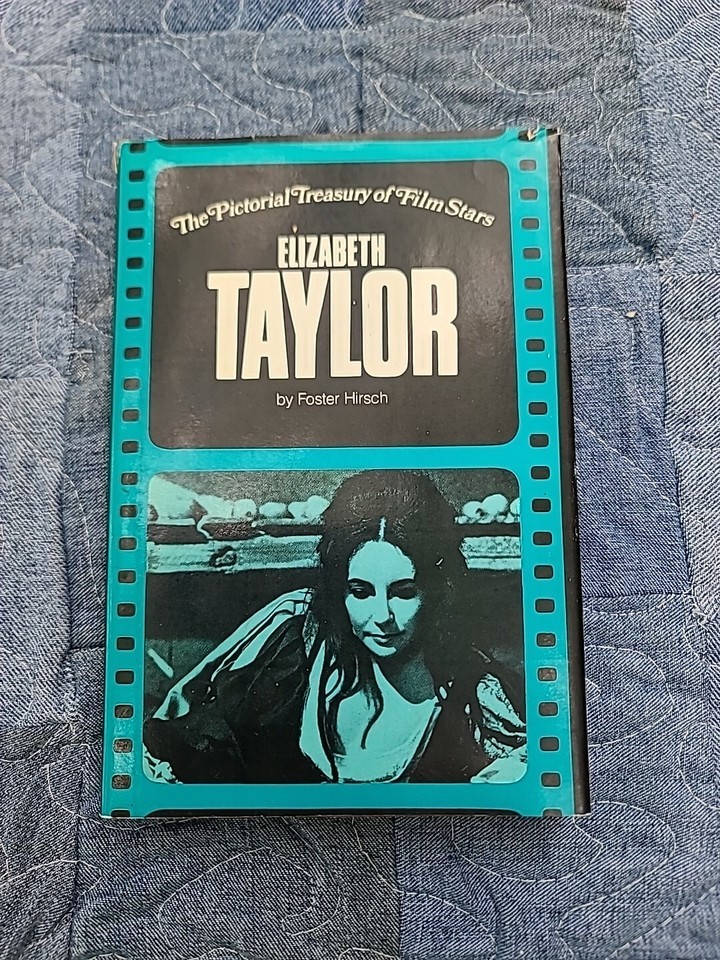 The Pictorial Treasury of Film Stars
ELIZABETH
TAYLOR
by Foster Hirsch